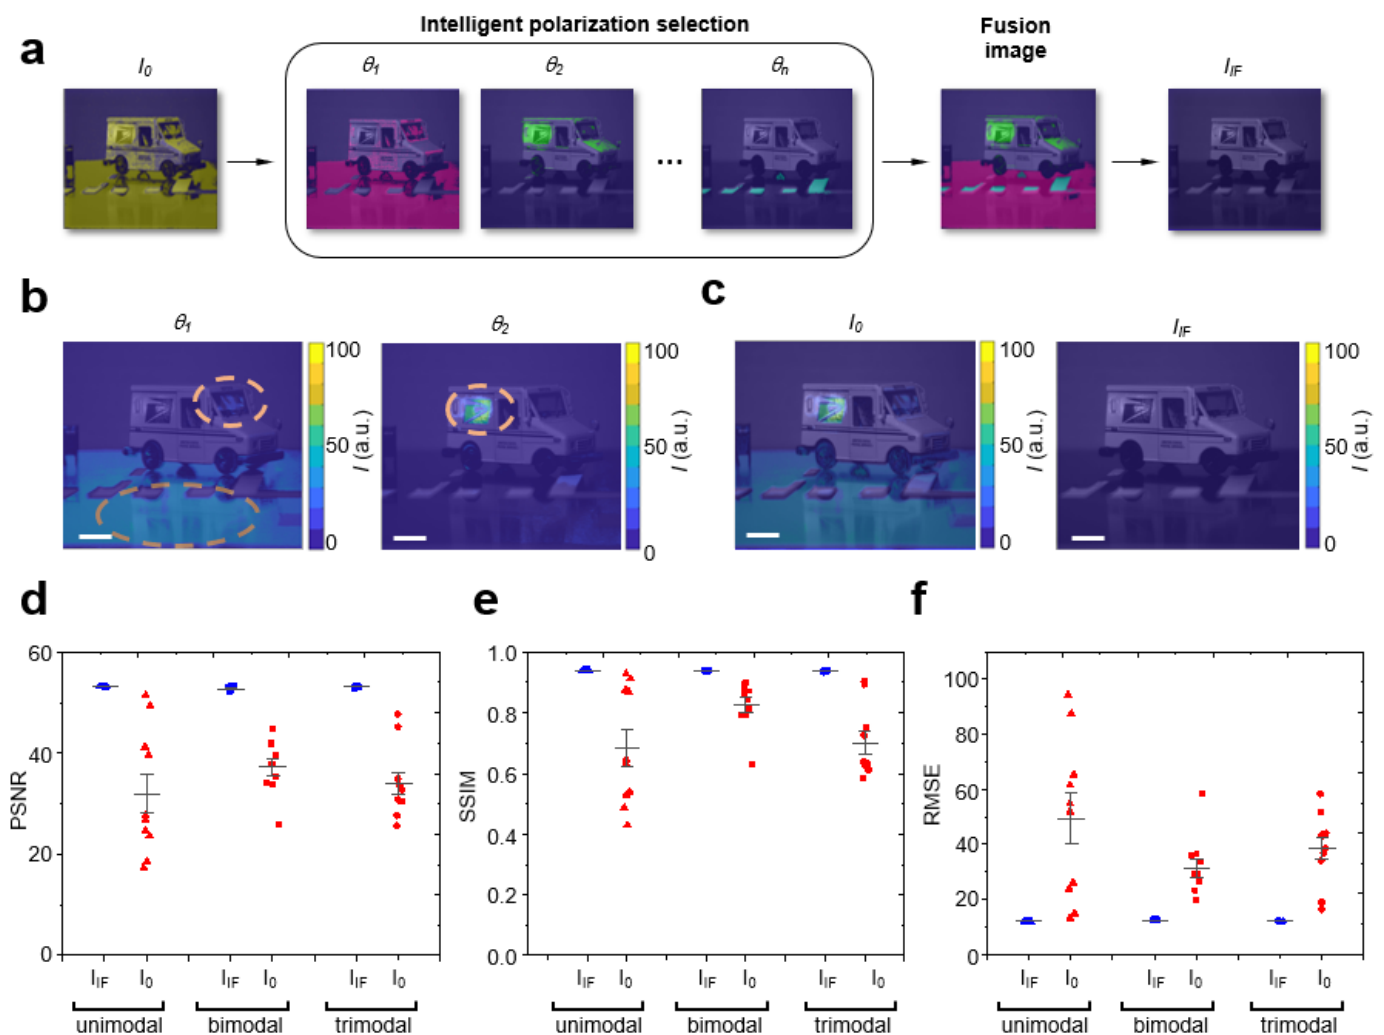 Intelligent polarization selection
Fusion
image
a
I0
θ1
θ2
θn
IIF
...
b
c
θ1
θ2
I0
IIF
100
50
0
I (a.u.)
100
50
0
I (a.u.)
100
50
0
I (a.u.)
100
50
0
I (a.u.)
d
e
f
60
40
20
0
PSNR
IIF I0 IIF I0 IIF I0
unimodal bimodal trimodal
1.0
0.8
0.6
0.4
0.2
0.0
SSIM
IIF I0 IIF I0 IIF I0
unimodal bimodal trimodal
100
80
60
40
20
0
RMSE
IIF I0 IIF I0 IIF I0
unimodal bimodal trimodal